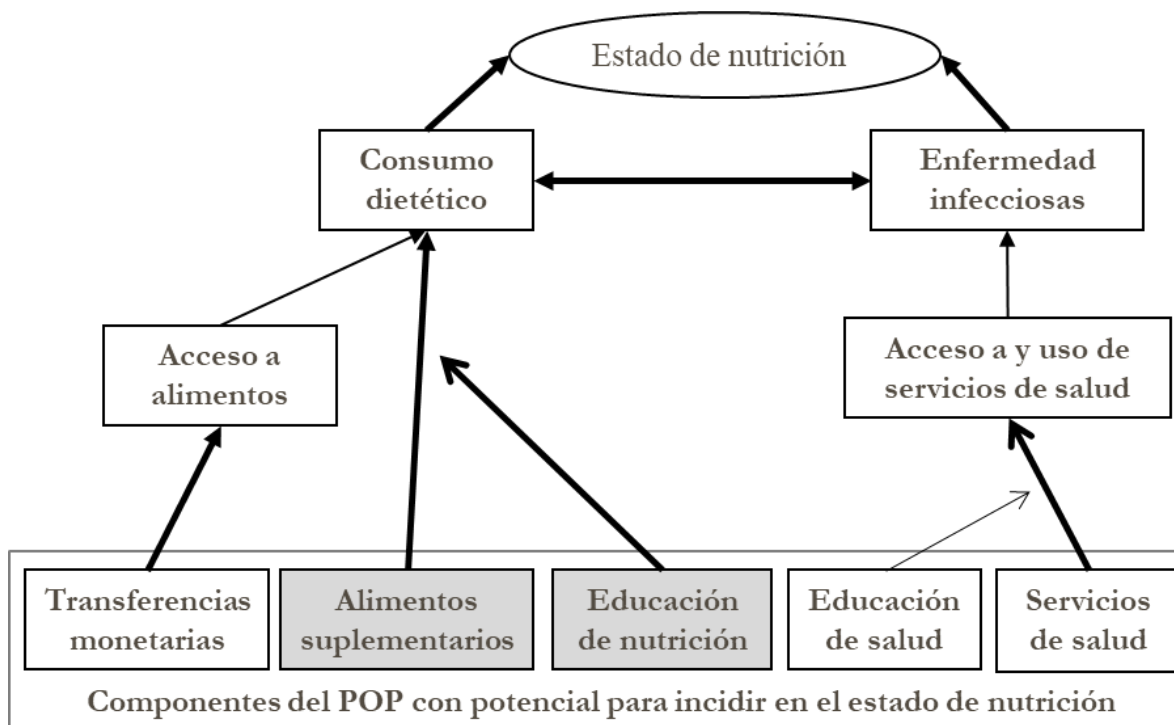 Estado de nutrición
Consumo
dietético
Enfermedad
infecciosas
Acceso a
alimentos
Acceso a y uso de
servicios de salud
Transferencias
monetarias
Alimentos
suplementarios
Educación
de nutrición
Educación
de salud
Servicios
de salud
Componentes del POP con potencial para incidir en el estado de nutrición